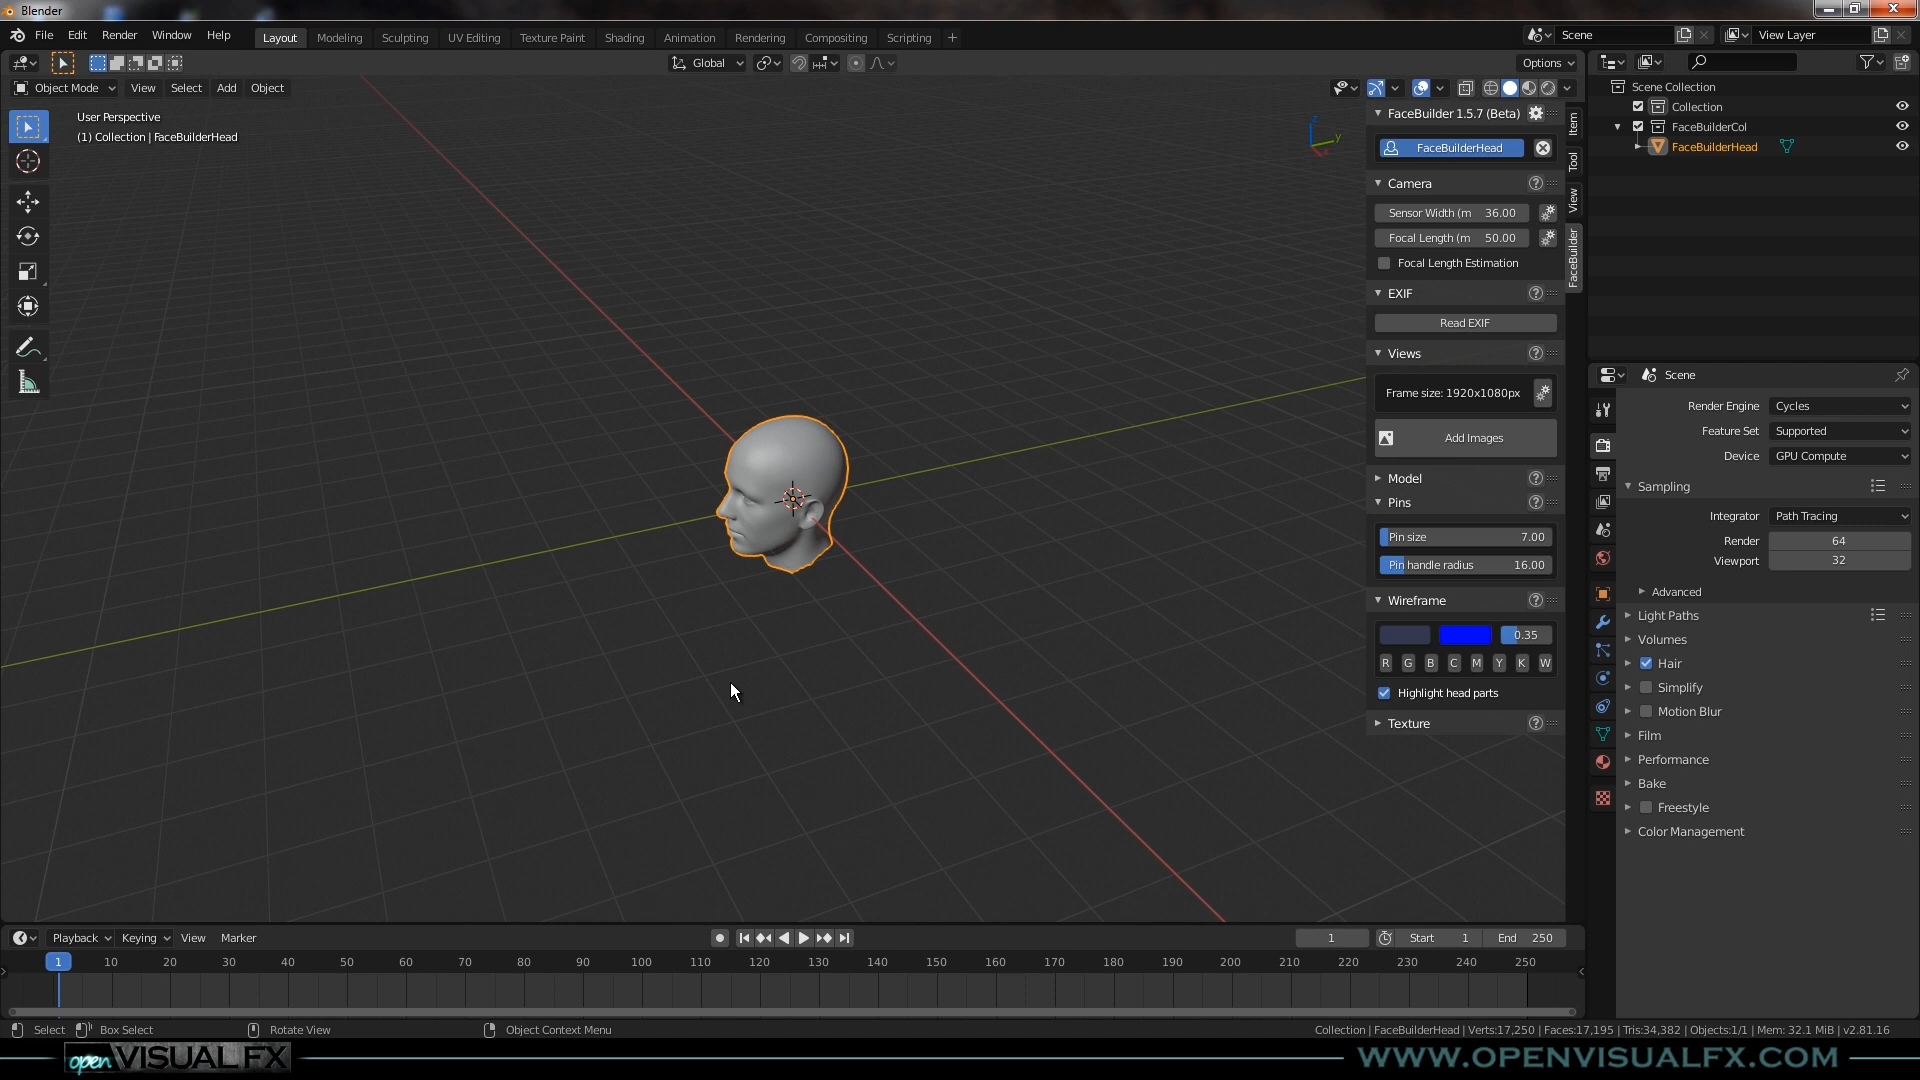 Blender
File Edit Render Window Help Layout Modeling Sculpting UV Editing Texture Paint Shading Animation Rendering Compositing Scripting + Scene View Layer
Global Options
Object Mode View Select Add Object
User Perspective
(1) Collection | FaceBuilderHead
Z
Y
X
FaceBuilder 1.5.7 (Beta)
FaceBuilderHead
Camera
Sensor Width (m 36.00
Focal Length (m 50.00
Focal Length Estimation
EXIF
Read EXIF
Views
Frame size: 1920x1080px
Add Images
Model
Pins
Pin size 7.00
Pin handle radius 16.00
Wireframe
0.35
R G B C M Y K W
Highlight head parts
Texture
Item
Tool
View
FaceBuilder
Scene Collection
Collection
FaceBuilderCol
FaceBuilderHead
Scene
Render Engine Cycles
Feature Set Supported
Device GPU Compute
Sampling
Integrator Path Tracing
Render 64
Viewport 32
Advanced
Light Paths
Volumes
Hair
Simplify
Motion Blur
Film
Performance
Bake
Freestyle
Color Management
Playback Keying View Marker 1 Start 1 End 250
1 10 20 30 40 50 60 70 80 90 100 110 120 130 140 150 160 170 180 190 200 210 220 230 240 250
Select Box Select Rotate View Object Context Menu Collection | FaceBuilderHead | Verts:17,250 | Faces:17,195 | Tris:34,382 | Objects:1/1 | Mem: 32.1 MiB | v2.81.16
open VISUALFX WWW.OPENVISUALFX.COM